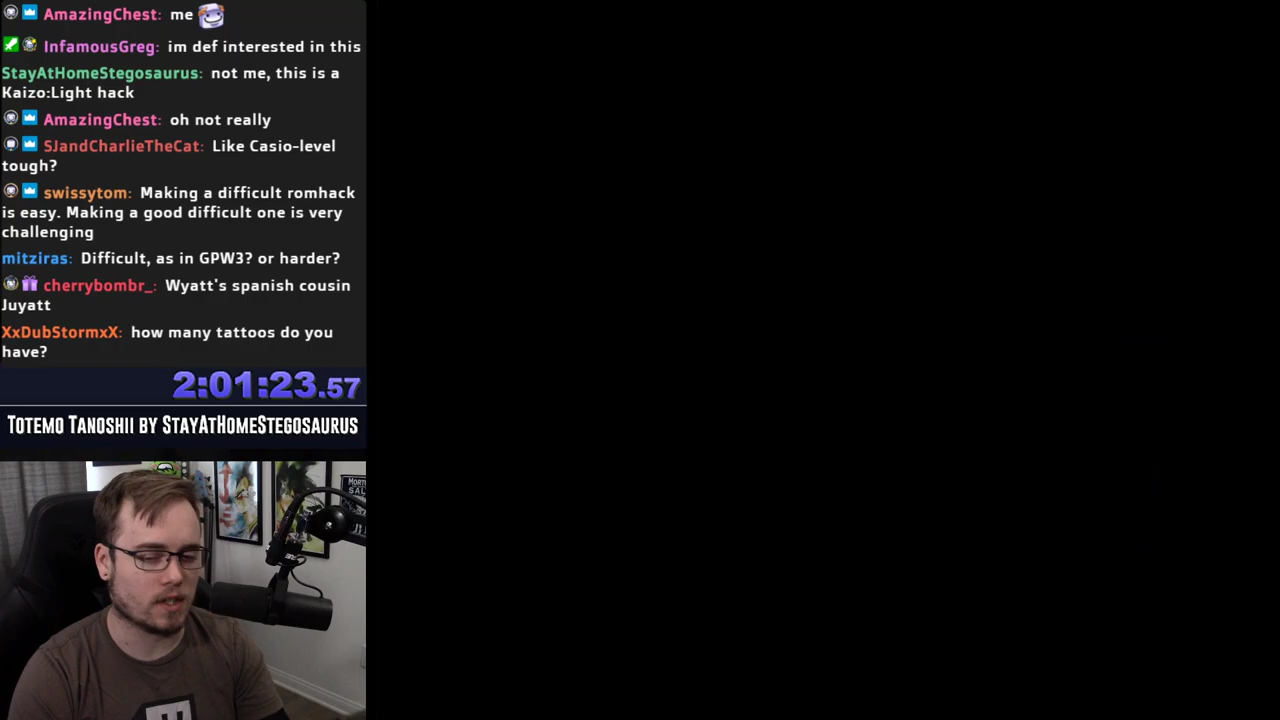 AmazingChest: me
InfamousGreg: im def interested in this
StayAtHomeStegosaurus: not me, this is a
Kaizo:Light hack
AmazingChest: oh not really
SJandCharlieTheCat: Like Casio-level
tough?
swissytom: Making a difficult romhack
is easy. Making a good difficult one is very
challenging
mitziras: Difficult, as in GPW3? or harder?
cherrybombr_: Wyatt's spanish cousin
Juyatt
XxDubStormxX: how many tattoos do you
have?
2:01:23.57
TOTEMO TANOSHII BY STAYATHOMESTEGOSAURUS